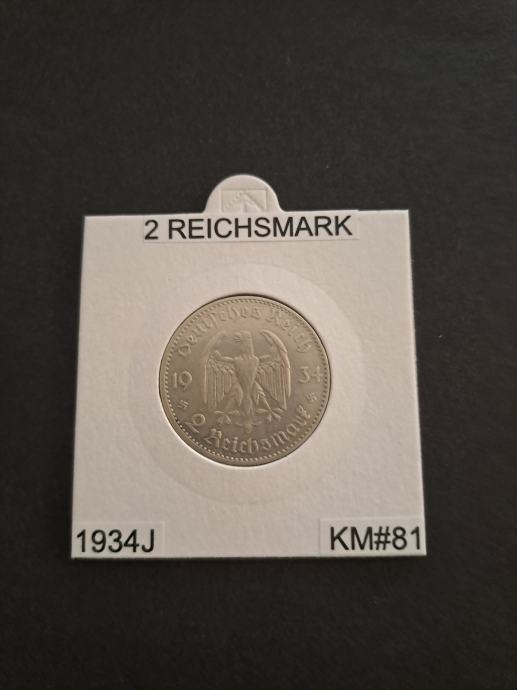 2 REICHSMARK
Deutsches Reich
19 34
2 Reichsmark
1934J
KM#81